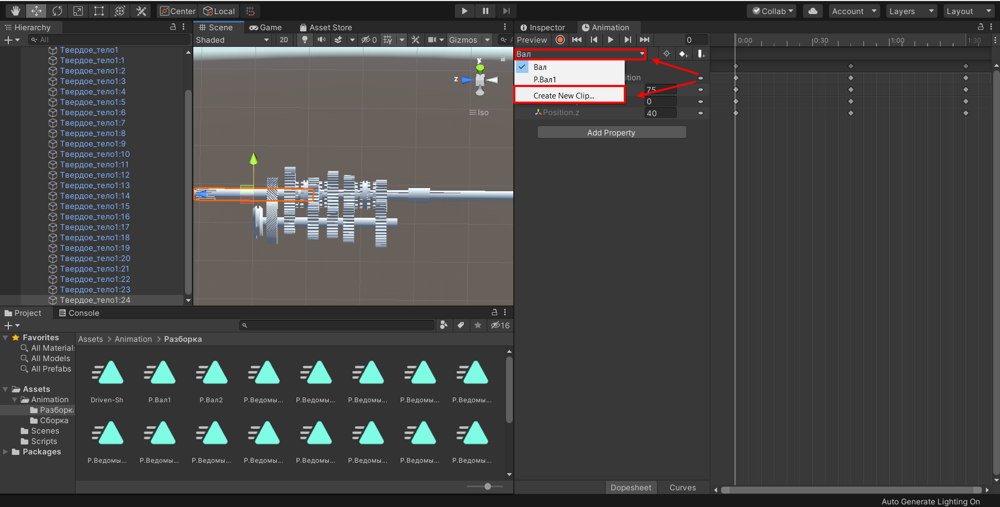 Center
Local
Collab
Account
Layers
Layout
Hierarchy
All
Твердое_тело1
Твердое_тело1:1
Твердое_тело1:2
Твердое_тело1:3
Твердое_тело1:4
Твердое_тело1:5
Твердое_тело1:6
Твердое_тело1:7
Твердое_тело1:8
Твердое_тело1:9
Твердое_тело1:10
Твердое_тело1:11
Твердое_тело1:12
Твердое_тело1:13
Твердое_тело1:14
Твердое_тело1:15
Твердое_тело1:16
Твердое_тело1:17
Твердое_тело1:18
Твердое_тело1:19
Твердое_тело1:20
Твердое_тело1:21
Твердое_тело1:22
Твердое_тело1:23
Твердое_тело1:24
Scene
Game
Asset Store
Shaded
2D
0
Gizmos
y
z
Iso
Inspector
Animation
Preview
0
0:00
0:30
1:00
1:30
Вал
Вал
Р.Вал1
Create New Clip...
ition
75
0
Position.z
40
Add Property
Dopesheet
Curves
Project
Console
16
Favorites
All Materials
All Models
All Prefabs
Assets
Animation
Разборка
Сборка
Scenes
Scripts
Packages
Assets > Animation > Разборка
Driven-Sh
Р.Вал1
Р.Вал2
Р.Ведомы...
Р.Ведомы...
Р.Ведомы...
Р.Ведомы...
Р.Ведомы...
Р.Ведомы...
Р.Ведомы...
Р.Ведомы...
Р.Ведомы...
Р.Ведомы...
Р.Ведомы...
Р.Ведомы...
Р.Ведомы...
Auto Generate Lighting On